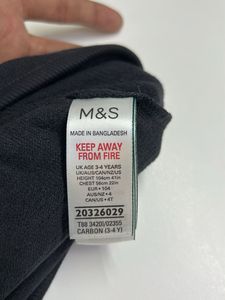 M&S
MADE IN BANGLADESH
KEEP AWAY
FROM FIRE
UK AGE 3-4 YEARS
UK/AUS/CAN/NZ/US
HEIGHT 104cm 41in
CHEST 56cm 22in
EUR • 104
AUS/NZ • 4
CAN/US • 4T
20326029
T88 3420I/02355
CARBON (3-4 Y)